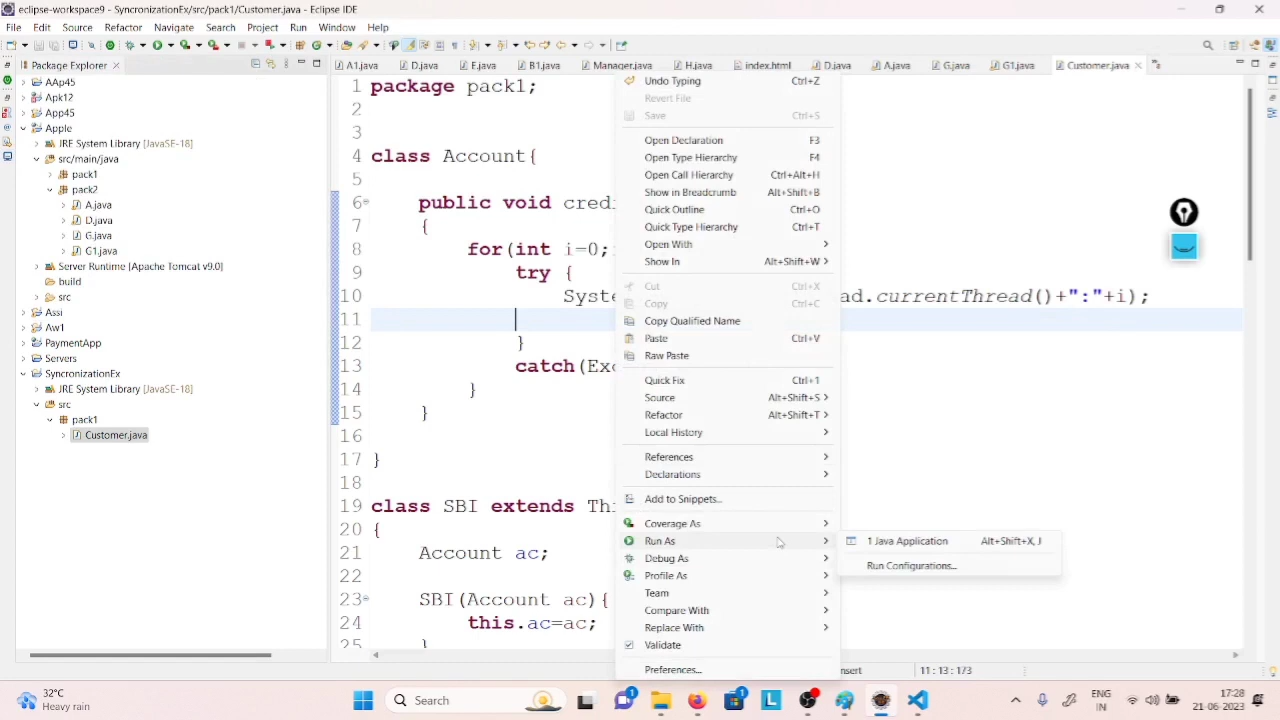 eclipse-workspace9 - SyncronizationEx/src/pack1/Customer.java - Eclipse IDE
File Edit Source Refactor Navigate Search Project Run Window Help
Package Explorer
A1.java D.java E.java B1.java Manager.java H.java index.html D.java A.java G.java G1.java Customer.java
AAp45
Apk12
Apk45
Apple
JRE System Library [JavaSE-18]
src/main/java
pack1
pack2
A.java
D.java
G.java
G1.java
Server Runtime [Apache Tomcat v9.0]
build
src
Assi
Aw1
PaymentApp
Servers
SyncronizationEx
JRE System Library [JavaSE-18]
src
pack1
Customer.java
1 package pack1;
2
3
4 class Account{
5
6 public void credi
7 {
8 for(int i=0;i
9 try {
10 Syste ad.currentThread()+":"+i);
11
12 }
13 catch(Exc
14 }
15 }
16
17 }
18
19 class SBI extends Th
20 {
21 Account ac;
22
23 SBI(Account ac){
24 this.ac=ac;
25 }
Undo Typing Ctrl+Z
Revert File
Save Ctrl+S
Open Declaration F3
Open Type Hierarchy F4
Open Call Hierarchy Ctrl+Alt+H
Show in Breadcrumb Alt+Shift+B
Quick Outline Ctrl+O
Quick Type Hierarchy Ctrl+T
Open With
Show In Alt+Shift+W
Cut Ctrl+X
Copy Ctrl+C
Copy Qualified Name
Paste Ctrl+V
Raw Paste
Quick Fix Ctrl+1
Source Alt+Shift+S
Refactor Alt+Shift+T
Local History
References
Declarations
Add to Snippets...
Coverage As
Run As
Debug As
Profile As
Team
Compare With
Replace With
Validate
Preferences...
1 Java Application Alt+Shift+X, J
Run Configurations...
nsert 11 : 13 : 173
32°C
Heavy rain
Search
1
1
L
ENG
IN
17:28
21-06-2023